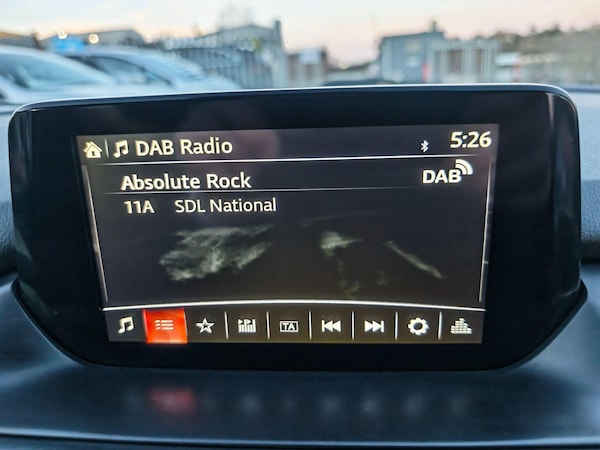 DAB Radio 5:26
Absolute Rock DAB
11A SDL National
TA